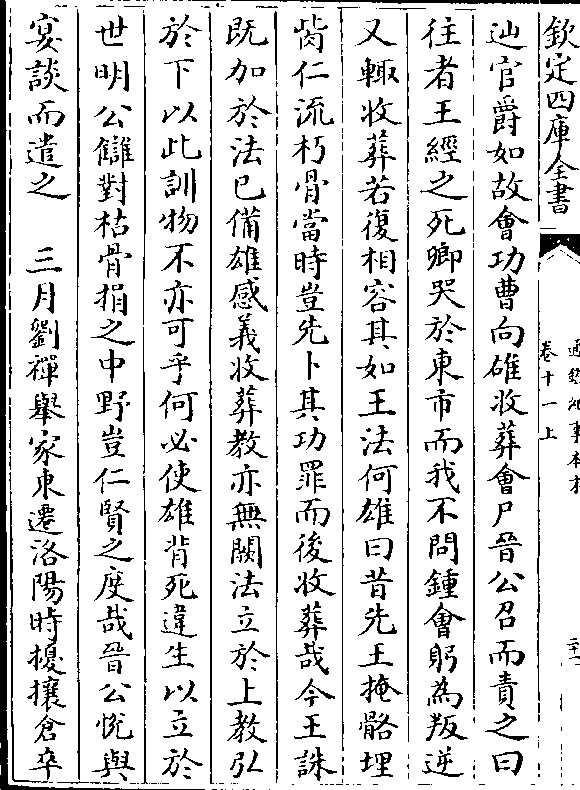 欽定四庫全書
通鑑紀事本末
卷十一上
辿官爵如故會功曹向雄收葬會尸晉公召而責之曰
往者王經之死卿哭於東市而我不問鍾會躬為叛逆
又輙收葬若復相容其如王法何雄曰昔先王掩骼埋
胔仁流朽骨當時豈先卜其功罪而後收葬哉今王誅
既加於法已備雄感義收葬教亦無闕法立於上教弘
於下以此訓物不亦可乎何必使雄背死違生以立於
世明公讎對枯骨捐之中野豈仁賢之度哉晉公悅與
宴談而遣之　三月劉禪舉家東遷洛陽時擾攘倉卒